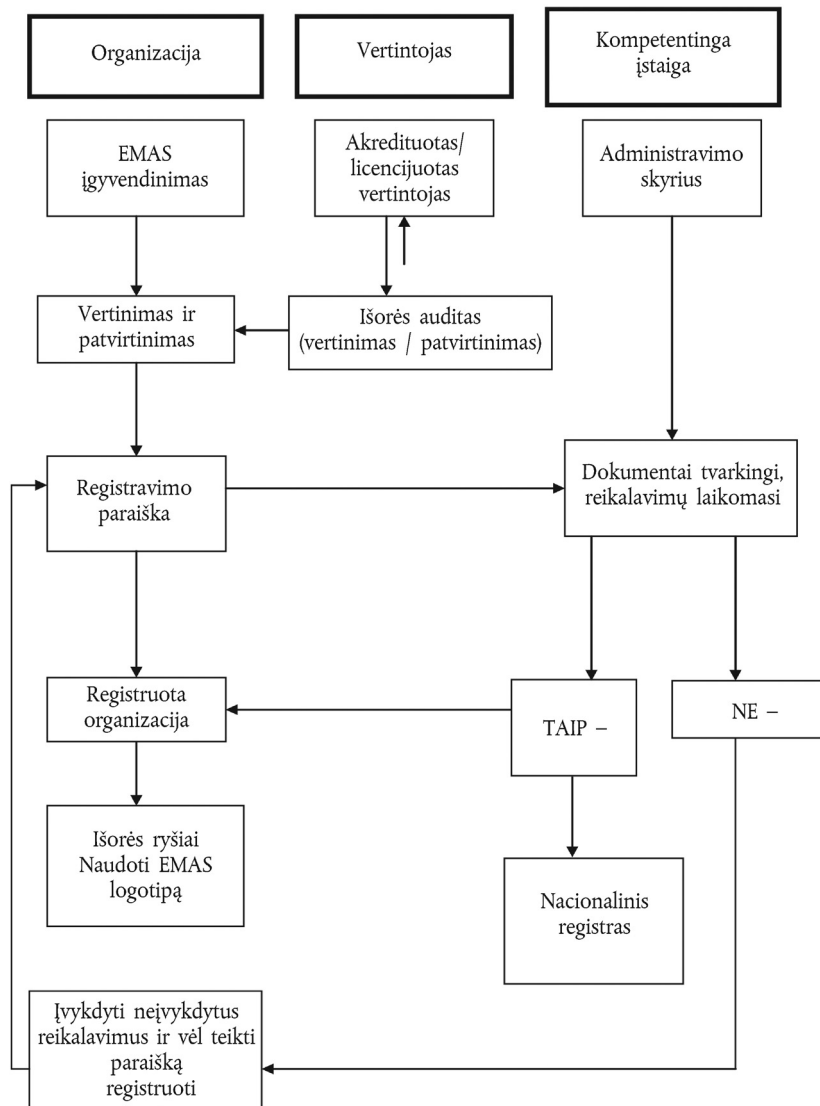 Organizacija
Vertintojas
Kompetentinga
įstaiga
EMAS
įgyvendinimas
Akredituotas/
licencijuotas
vertintojas
Administravimo
skyrius
Vertinimas ir
patvirtinimas
Išorės auditas
(vertinimas / patvirtinimas)
Registravimo
paraiška
Dokumentai tvarkingi,
reikalavimų laikomasi
Registruota
organizacija
TAIP –
NE –
Išorės ryšiai
Naudoti EMAS
logotipą
Nacionalinis
registras
Įvykdyti neįvykdytus
reikalavimus ir vėl teikti
paraišką
registruoti